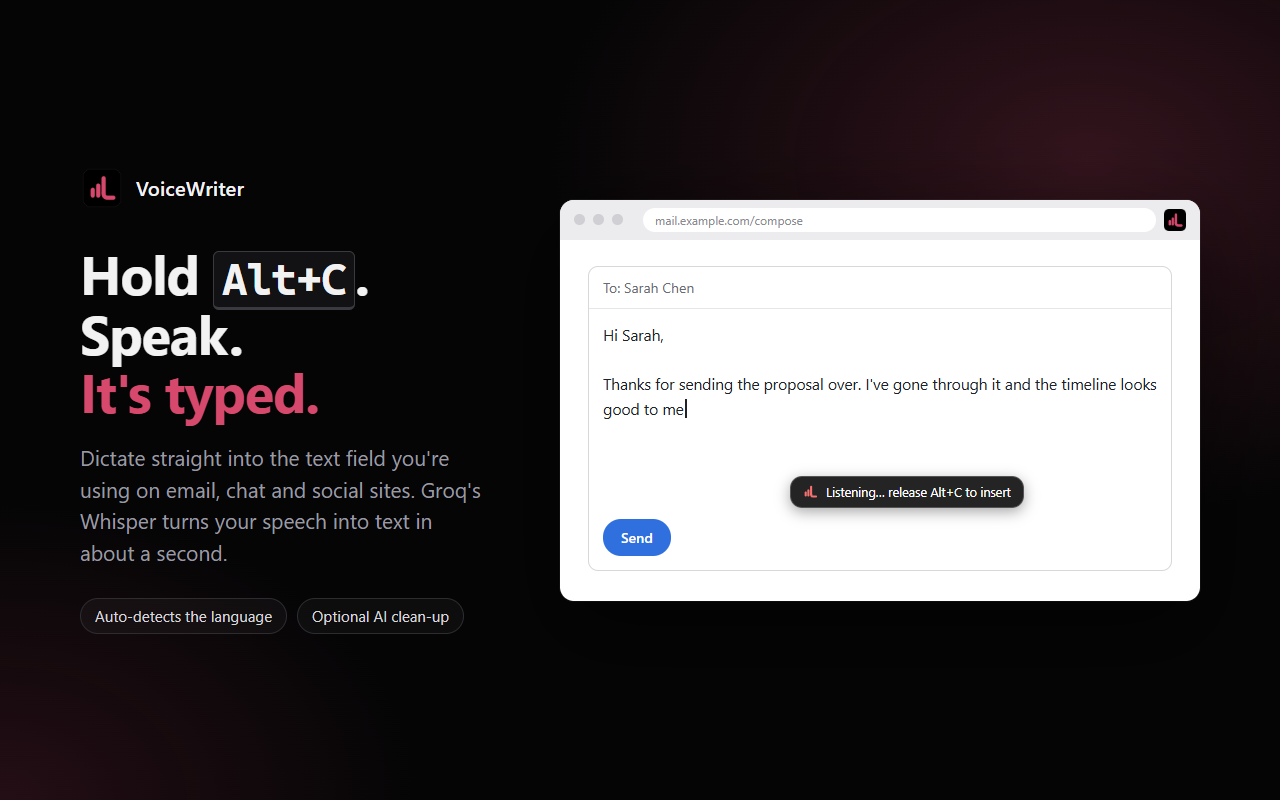 VoiceWriter
Hold Alt+C.
Speak.
It's typed.
Dictate straight into the text field you're
using on email, chat and social sites. Groq's
Whisper turns your speech into text in
about a second.
Auto-detects the language
Optional AI clean-up
mail.example.com/compose
To: Sarah Chen
Hi Sarah,
Thanks for sending the proposal over. I've gone through it and the timeline looks
good to me
Listening... release Alt+C to insert
Send